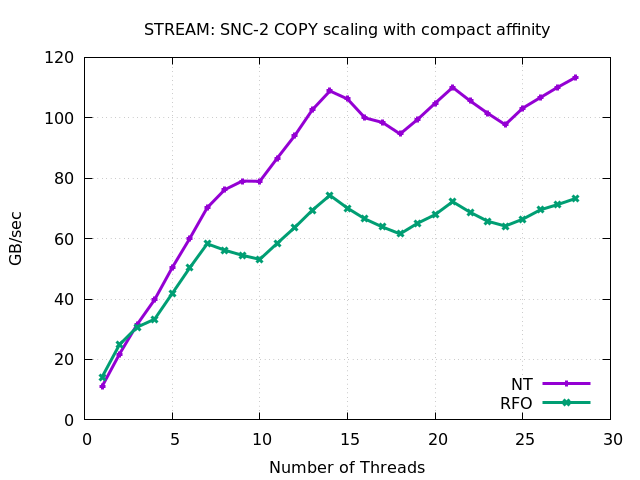 STREAM: SNC-2 COPY scaling with compact affinity
120
100
80
60
40
20
0
GB/sec
NT
RFO
0 5 10 15 20 25 30
Number of Threads